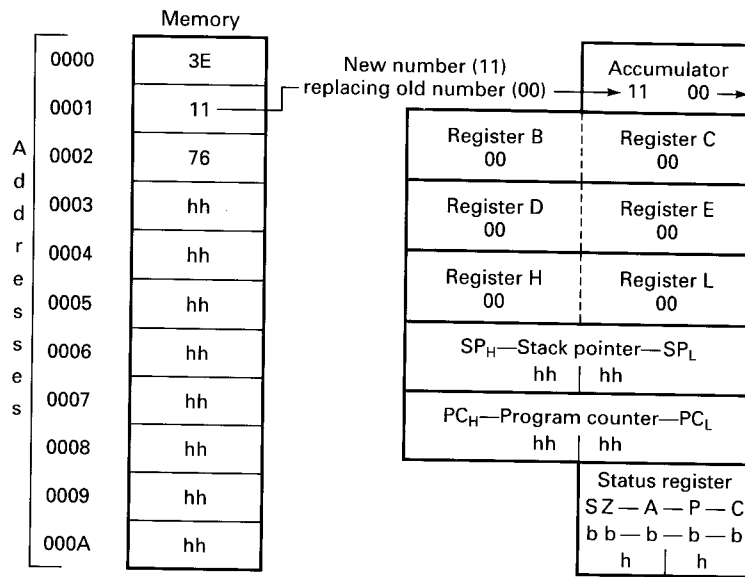 Memory
Addresses
0000 3E
0001 11
0002 76
0003 hh
0004 hh
0005 hh
0006 hh
0007 hh
0008 hh
0009 hh
000A hh
New number (11)
replacing old number (00)
Accumulator
11 00
Register B
00
Register C
00
Register D
00
Register E
00
Register H
00
Register L
00
SPH—Stack pointer—SPL
hh hh
PCH—Program counter—PCL
hh hh
Status register
S Z — A — P — C
b b — b — b — b
h h